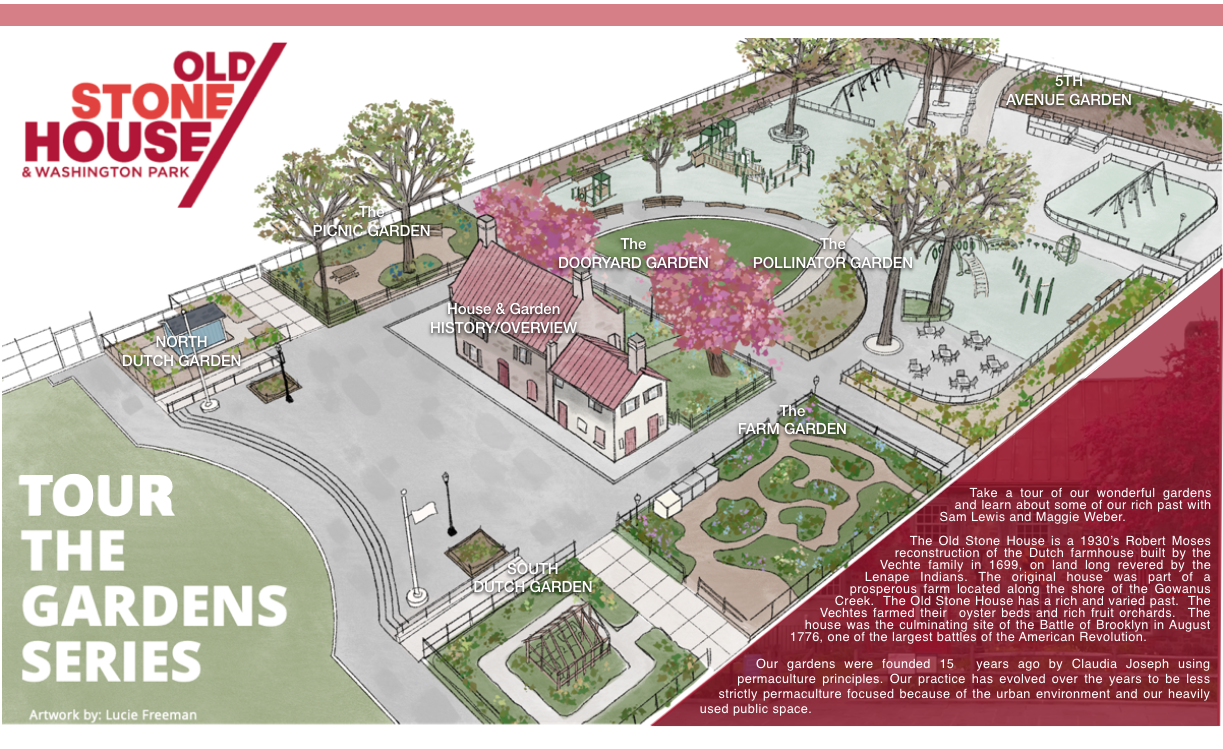 OLD
STONE
HOUSE
& WASHINGTON PARK
5TH
AVENUE GARDEN
The
PICNIC GARDEN
The
DOORYARD GARDEN
The
POLLINATOR GARDEN
House & Garden
HISTORY/OVERVIEW
NORTH
DUTCH GARDEN
The
FARM GARDEN
SOUTH
DUTCH GARDEN
TOUR
THE
GARDENS
SERIES
Artwork by: Lucie Freeman
Take a tour of our wonderful gardens
and learn about some of our rich past with
Sam Lewis and Maggie Weber.
The Old Stone House is a 1930's Robert Moses
reconstruction of the Dutch farmhouse built by the
Vechte family in 1699, on land long revered by the
Lenape Indians. The original house was part of a
prosperous farm located along the shore of the Gowanus
Creek. The Old Stone House has a rich and varied past. The
Vechtes farmed their oyster beds and rich fruit orchards. The
house was the culminating site of the Battle of Brooklyn in August
1776, one of the largest battles of the American Revolution.
Our gardens were founded 15 years ago by Claudia Joseph using
permaculture principles. Our practice has evolved over the years to be less
strictly permaculture focused because of the urban environment and our heavily
used public space.